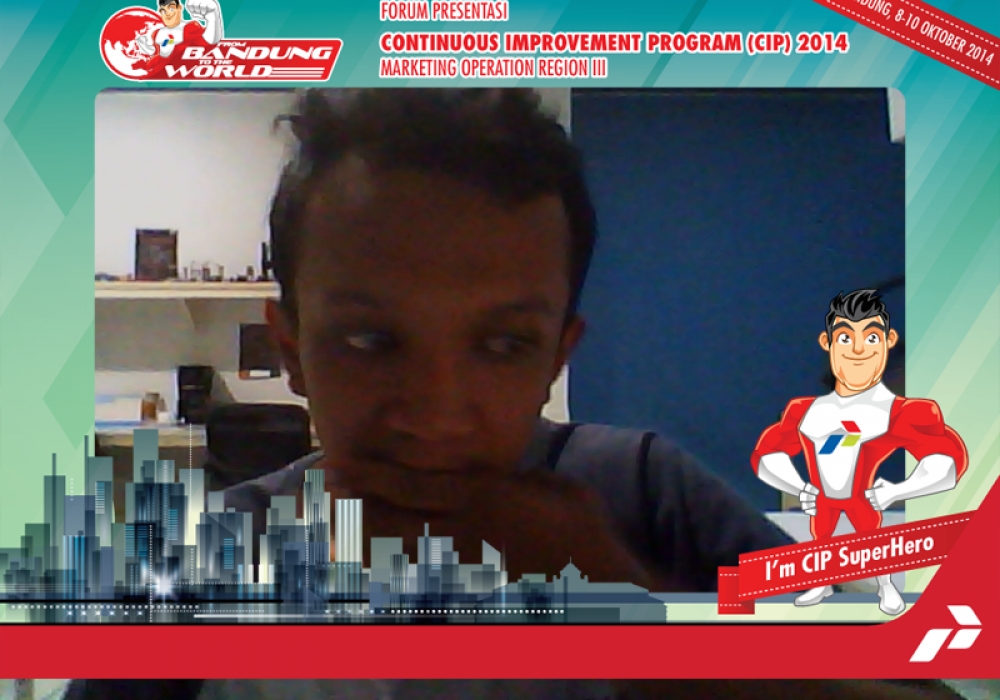 FROM
BANDUNG
TO THE
WORLD
FORUM PRESENTASI
CONTINUOUS IMPROVEMENT PROGRAM (CIP) 2014
MARKETING OPERATION REGION III
8-10 OKTOBER 2014
I'm CIP SuperHero